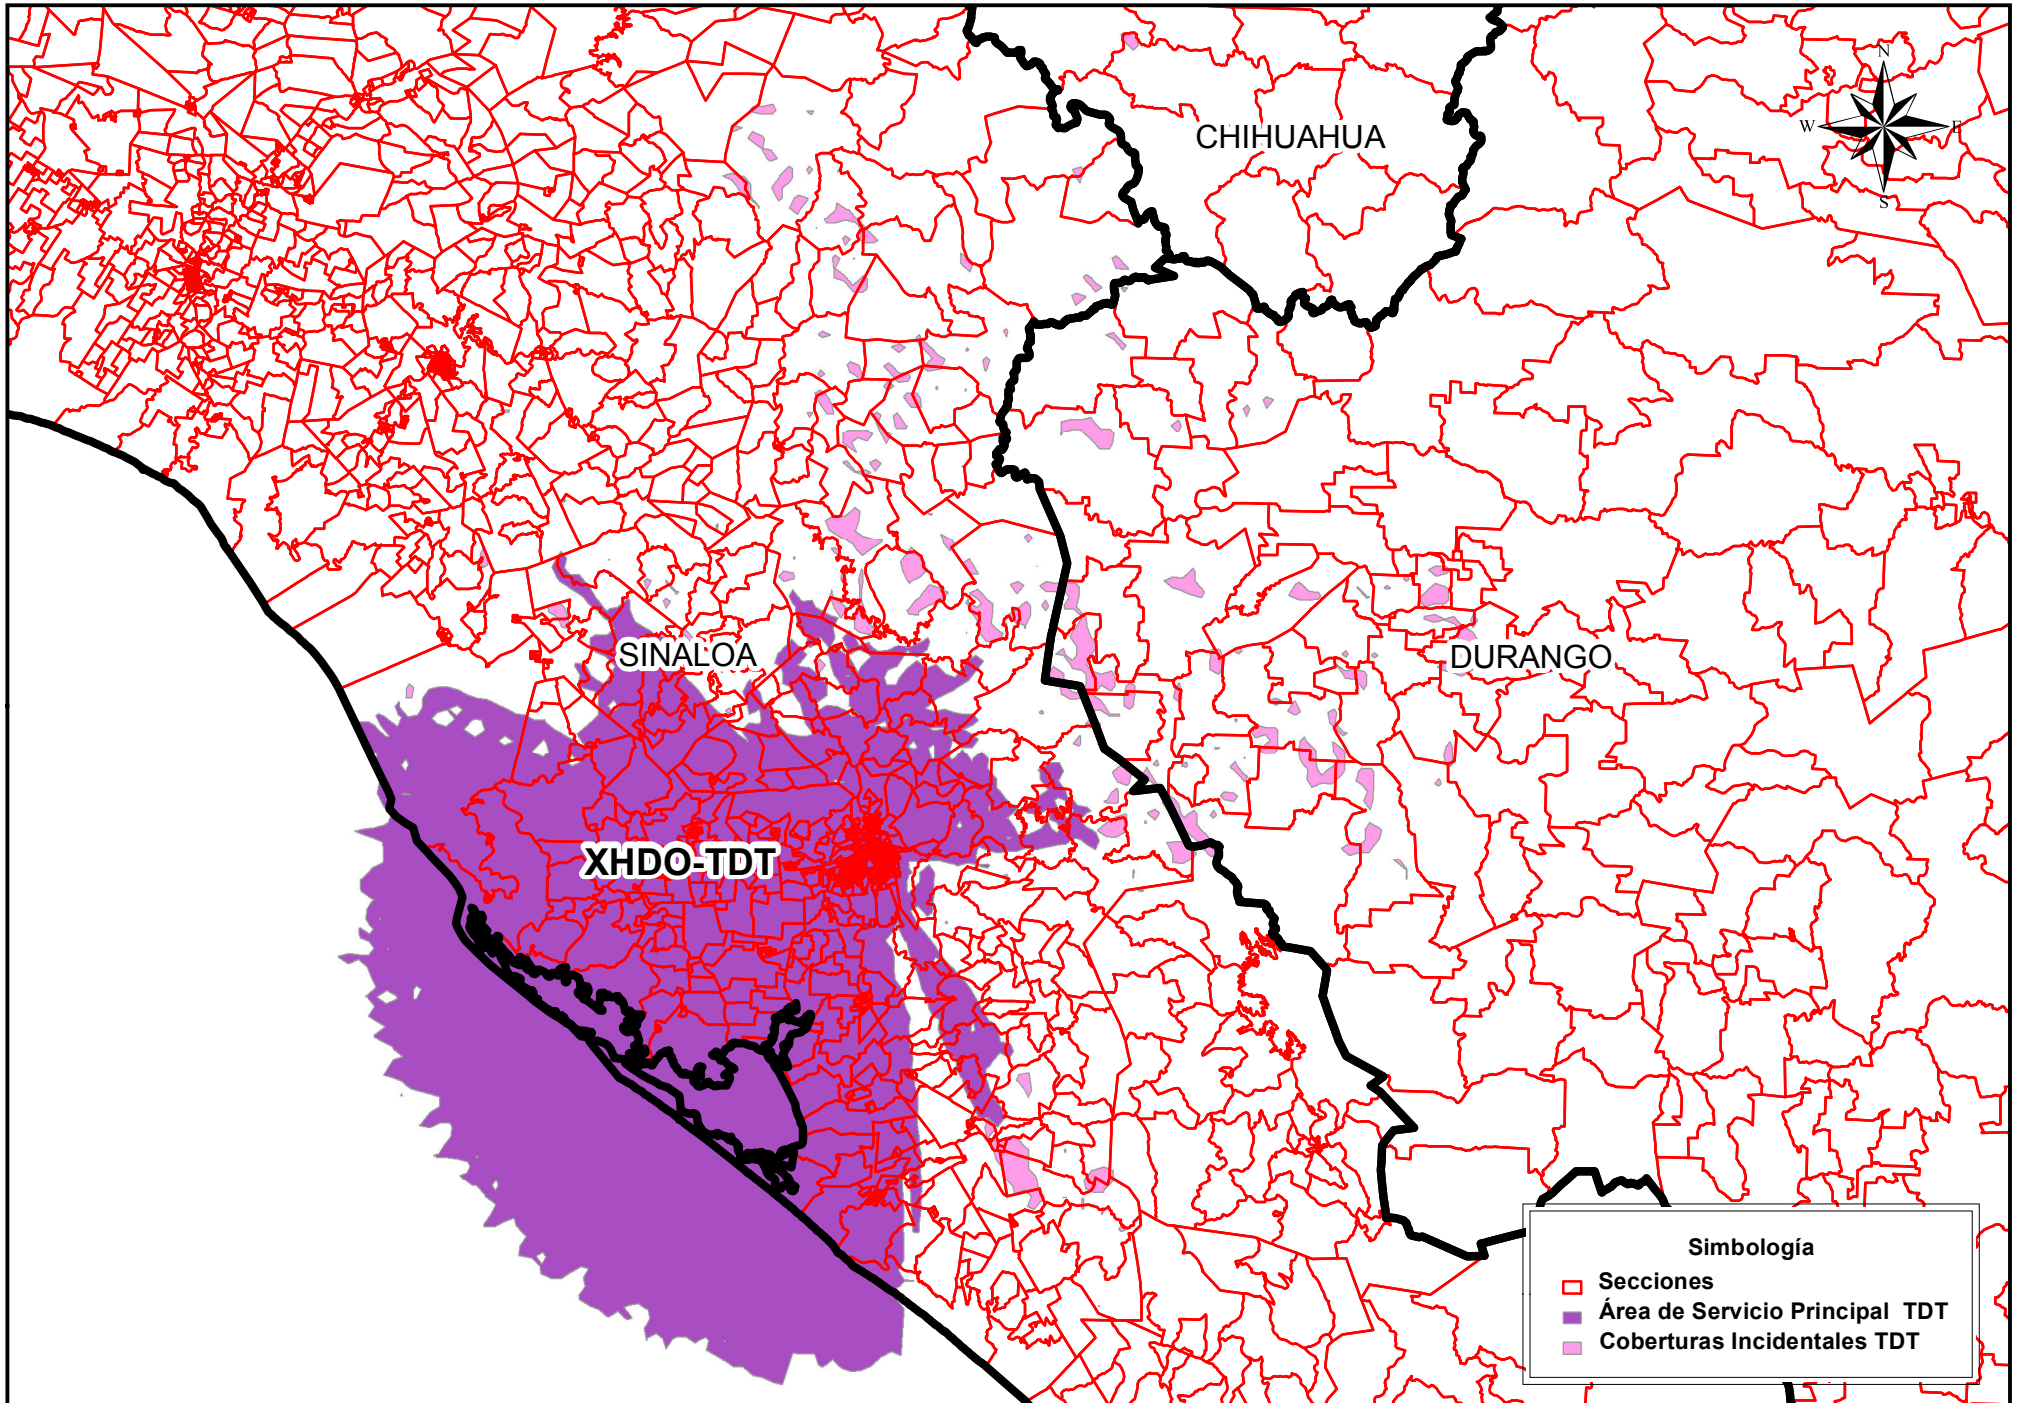 N
CHIHUAHUA
W
E
S
SINALOA
DURANGO
XHDO-TDT
Simbología
Secciones
Área de Servicio Principal TDT
Coberturas Incidentales TDT